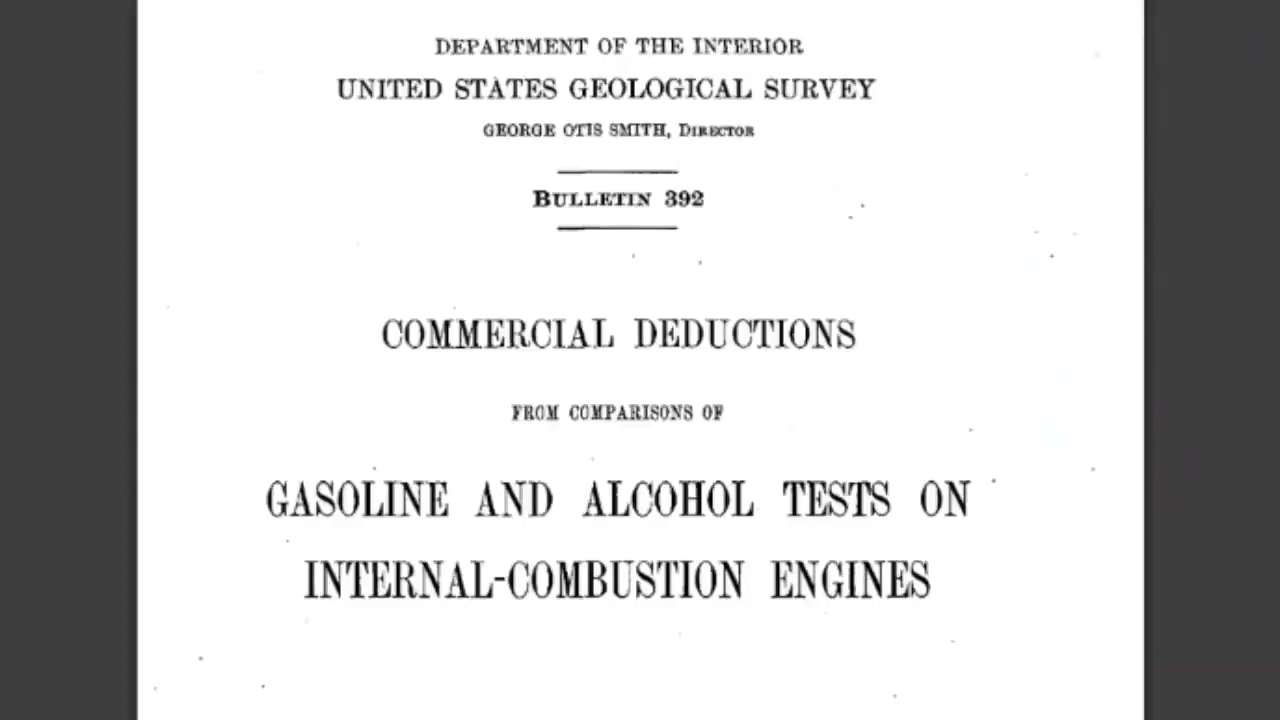 DEPARTMENT OF THE INTERIOR
UNITED STATES GEOLOGICAL SURVEY
GEORGE OTIS SMITH, DIRECTOR
BULLETIN 392
COMMERCIAL DEDUCTIONS
FROM COMPARISONS OF
GASOLINE AND ALCOHOL TESTS ON
INTERNAL-COMBUSTION ENGINES